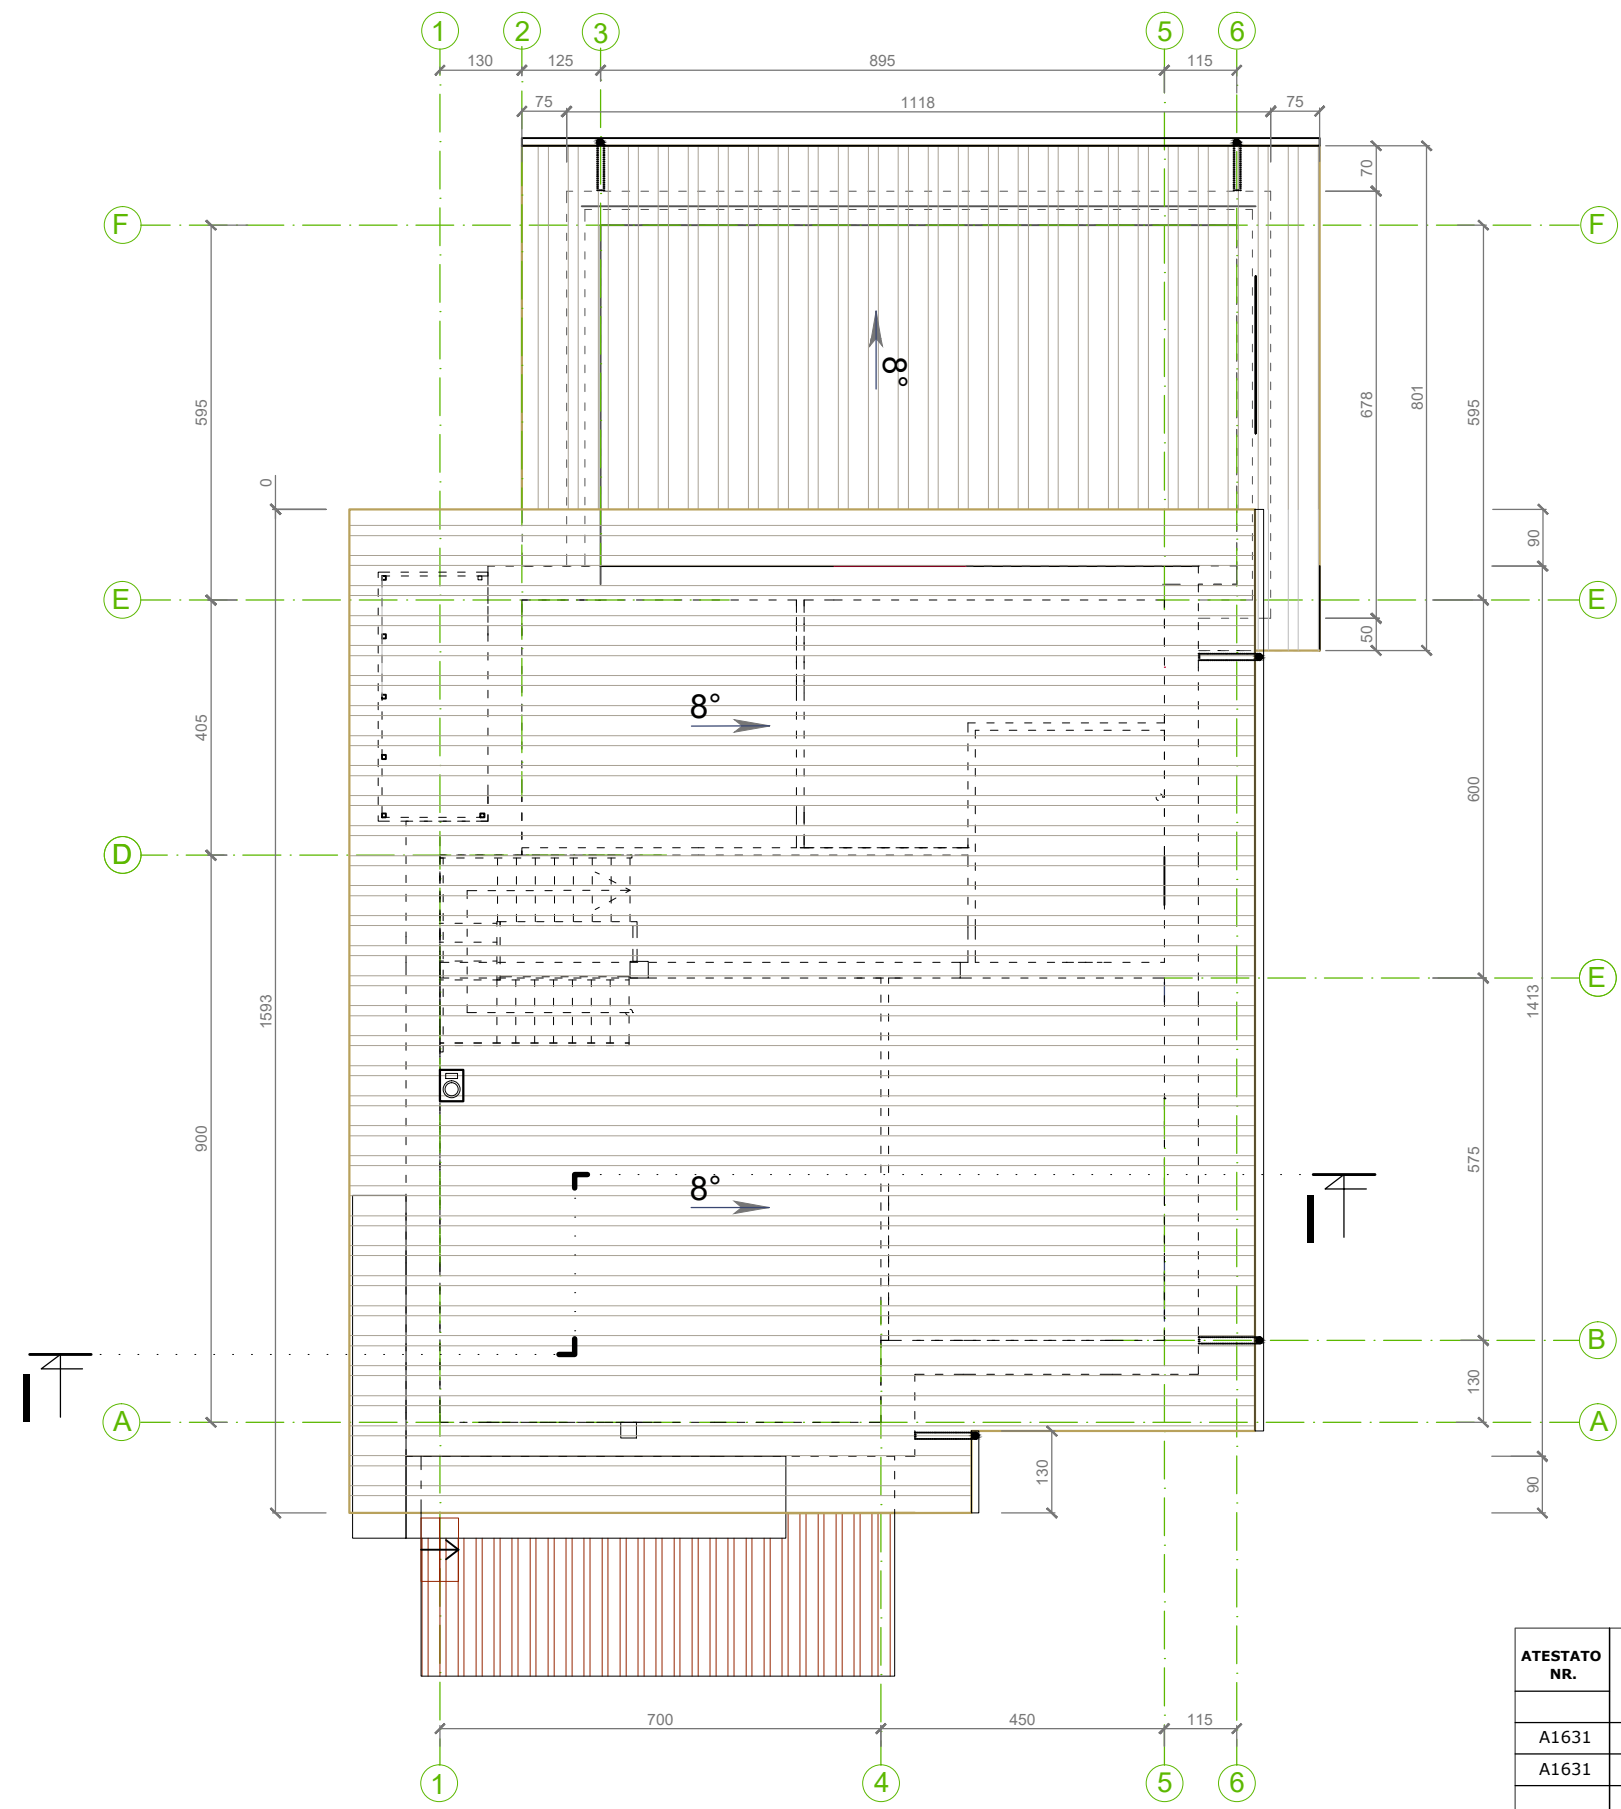 1 2 3 5 6
130 125 895 115
75 1118 75
70
F F
8°
595 678 801 595
0
90
E E
50
8°
405 600
D
E
1593 1413
900 575
8°
I
B
I
130
A A
130 90
ATESTATO
NR.
700 450 115
A1631
A1631
1 4 5 6